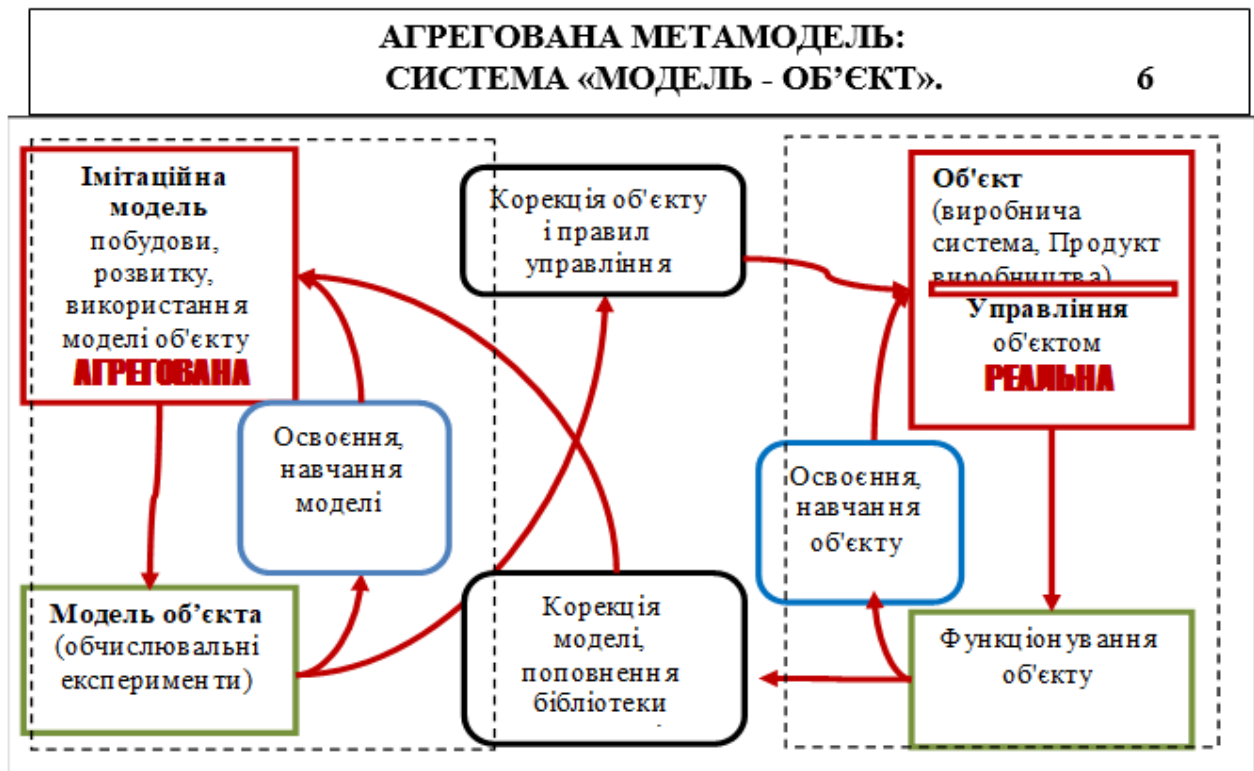 АГРЕГОВАНА МЕТАМОДЕЛЬ:
СИСТЕМА «МОДЕЛЬ - ОБ’ЄКТ». 6
Імітаційна
модель
побудови,
розвитку,
використання
моделі об'єкту
АГРЕГОВАНА
Корекція об'єкту
і правил
управління
Об'єкт
(виробнича
система, Продукт
виробництва)
Управління
об'єктом
РЕАЛЬНА
Освоєння,
навчання
моделі
Освоєння,
навчання
об'єкту
Модель об’єкта
(обчислювальні
експерименти)
Корекція
моделі,
поповнення
бібліотеки
Функціонування
об'єкту